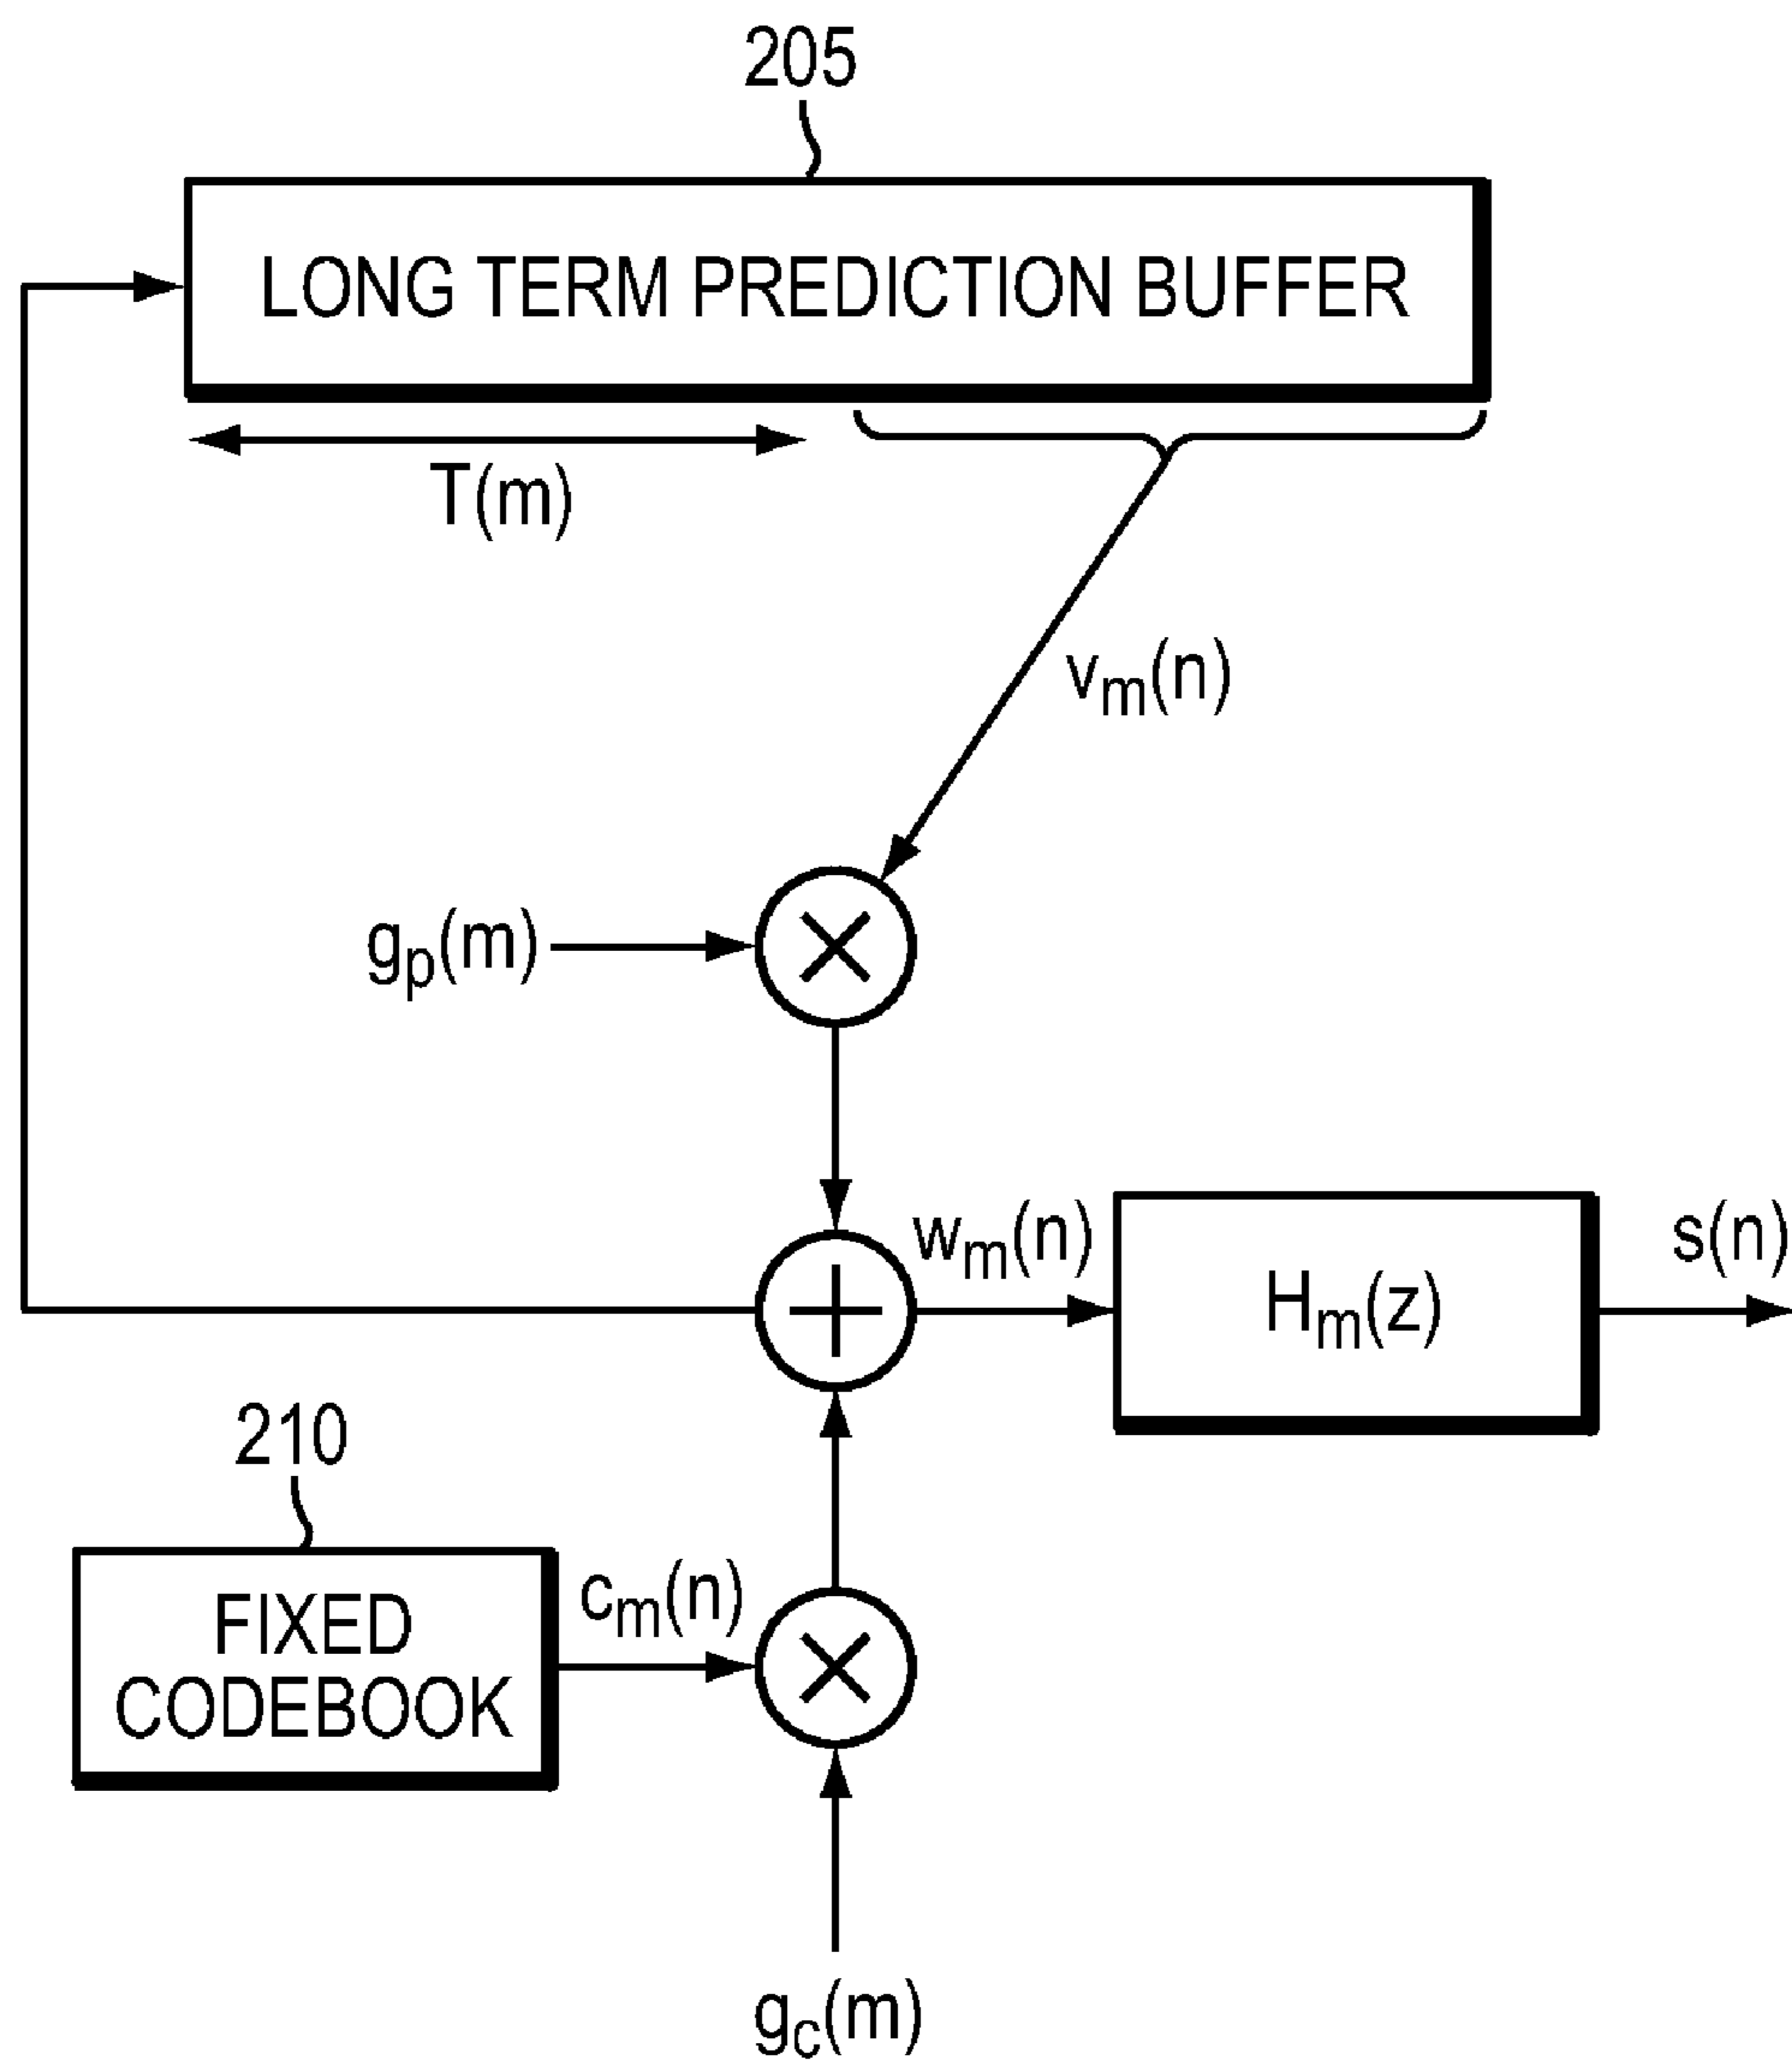 205
LONG TERM PREDICTION BUFFER
T(m)
vm(n)
gp(m)
wm(n)
Hm(z)
s(n)
210
FIXED
CODEBOOK
cm(n)
gc(m)